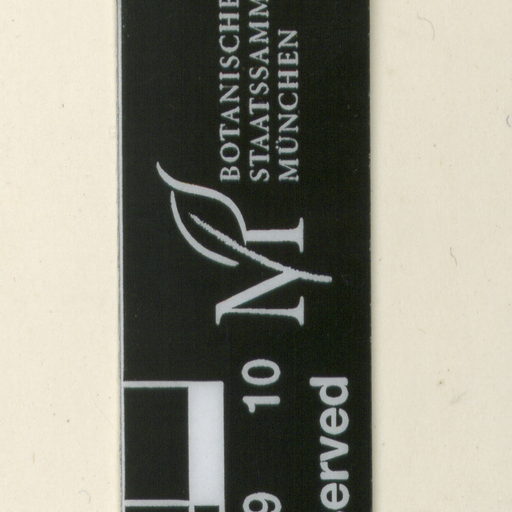 BOTANISCHE
STAATSSAMM
MÜNCHEN
M
9 10
erved